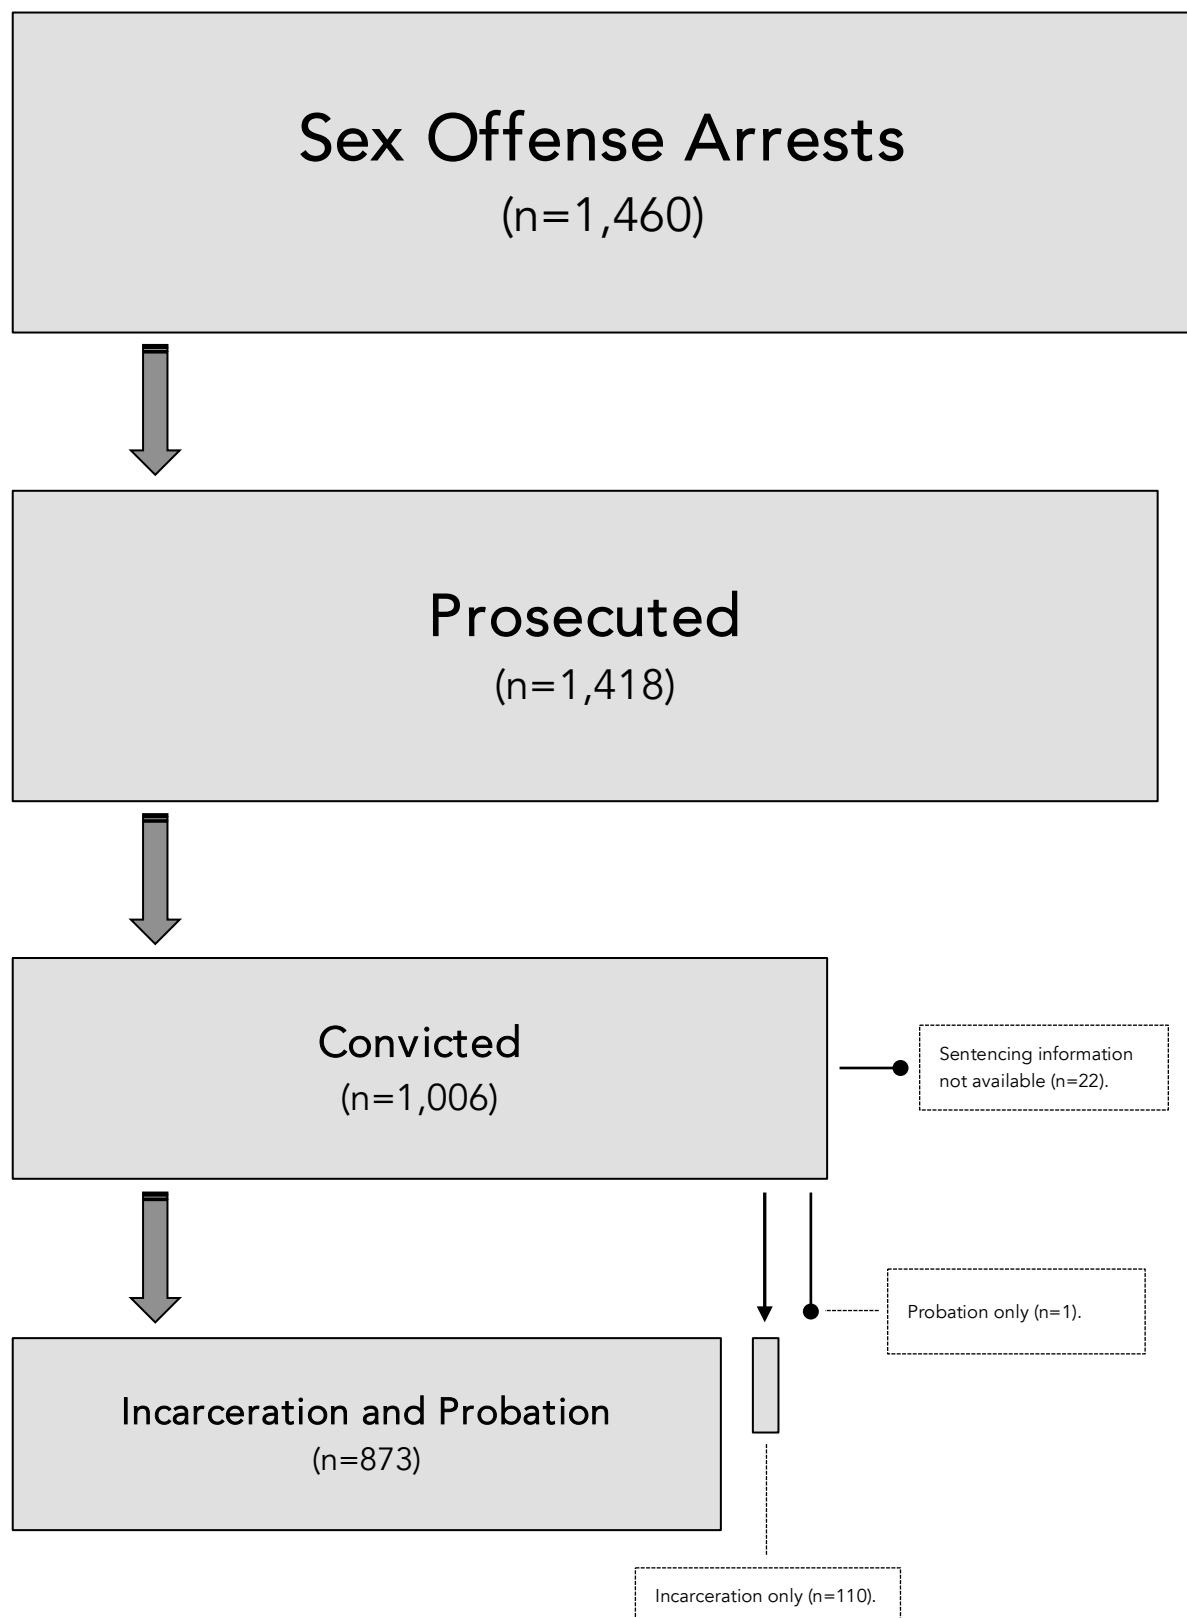 Sex Offense Arrests
(n=1,460)
Prosecuted
(n=1,418)
Convicted
(n=1,006)
Sentencing information
not available (n=22).
Probation only (n=1).
Incarceration and Probation
(n=873)
Incarceration only (n=110).